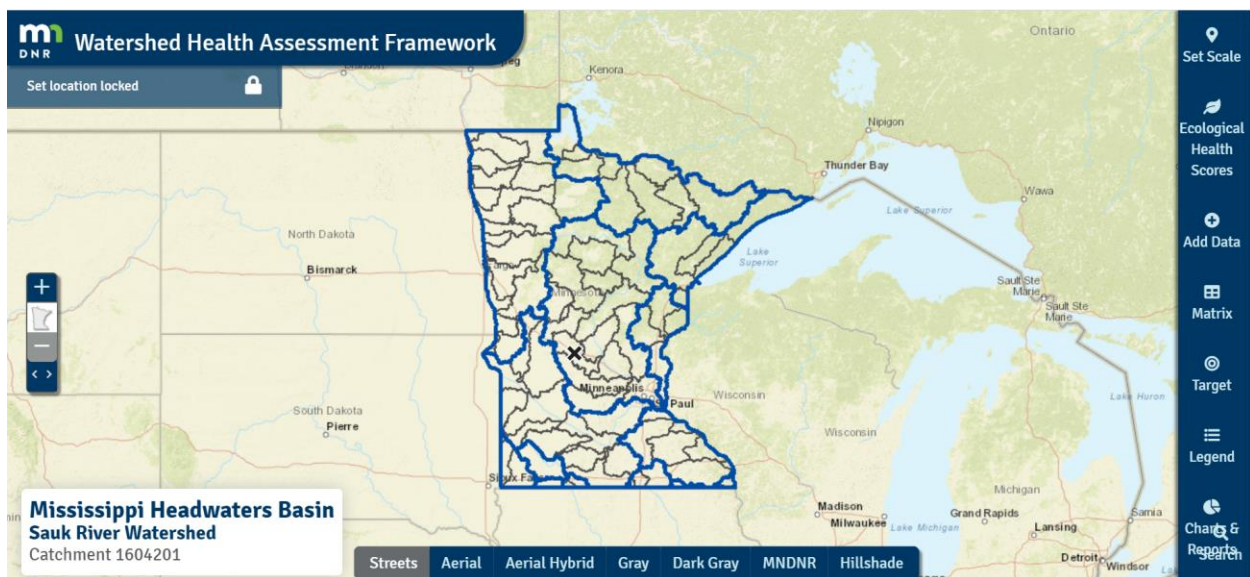 mn
DNR
Watershed Health Assessment Framework
Set location locked
Ontario
Kenora
Nipigon
Thunder Bay
Wawa
Lake Superior
Lake
Superior
North Dakota
Bismarck
Minnesota
Sault Ste
Marie
Sault Ste
Marie
Minneapolis
Paul
Wisconsin
Lake Huron
South Dakota
Pierre
Wisconsin
Michigan
Madison
Milwaukee
Lake Michigan
Grand Rapids
Lansing
Sarnia
Detroit
Windsor
+
−
< >
Set Scale
Ecological
Health
Scores
Add Data
Matrix
Target
Legend
Charts &
Reports
Search
Mississippi Headwaters Basin
Sauk River Watershed
Catchment 1604201
Streets Aerial Aerial Hybrid Gray Dark Gray MNDNR Hillshade